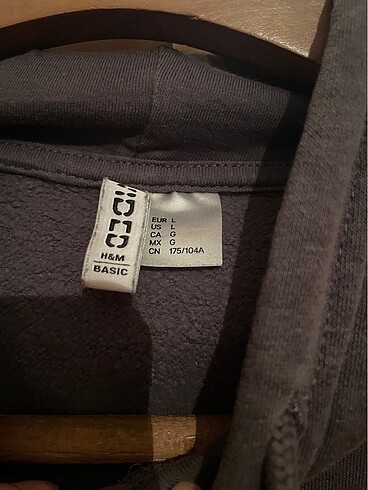 H&M
BASIC
EUR L
US L
CA G
MX G
CN 175/104A